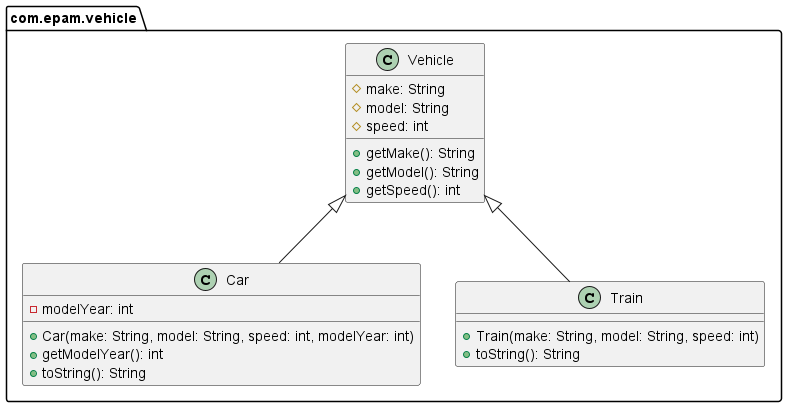 com.epam.vehicle
C Vehicle
make: String
model: String
speed: int
getMake(): String
getModel(): String
getSpeed(): int
C Car
modelYear: int
Car(make: String, model: String, speed: int, modelYear: int)
getModelYear(): int
toString(): String
C Train
Train(make: String, model: String, speed: int)
toString(): String